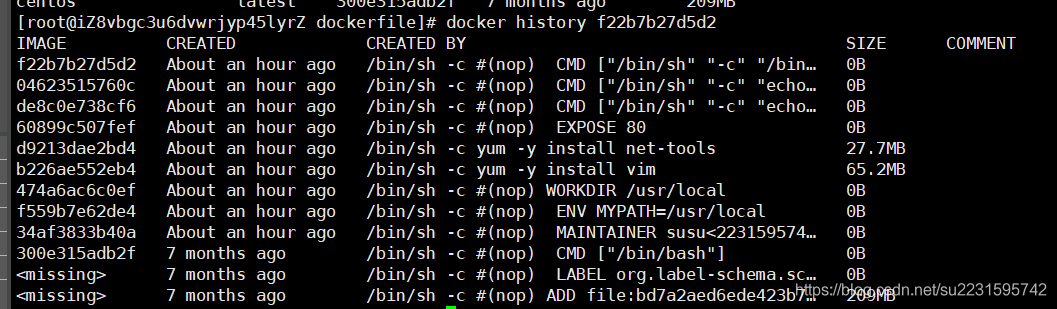 centos latest 300e315adb2f 7 months ago 209MB
[root@iZ8vbgc3u6dvwrjyp45lyrZ dockerfile]# docker history f22b7b27d5d2
IMAGE CREATED CREATED BY SIZE COMMENT
f22b7b27d5d2 About an hour ago /bin/sh -c #(nop) CMD ["/bin/sh" "-c" "/bin… 0B
04623515760c About an hour ago /bin/sh -c #(nop) CMD ["/bin/sh" "-c" "echo… 0B
de8c0e738cf6 About an hour ago /bin/sh -c #(nop) CMD ["/bin/sh" "-c" "echo… 0B
60899c507fef About an hour ago /bin/sh -c #(nop) EXPOSE 80 0B
d9213dae2bd4 About an hour ago /bin/sh -c yum -y install net-tools 27.7MB
b226ae552eb4 About an hour ago /bin/sh -c yum -y install vim 65.2MB
474a6ac6c0ef About an hour ago /bin/sh -c #(nop) WORKDIR /usr/local 0B
f559b7e62de4 About an hour ago /bin/sh -c #(nop) ENV MYPATH=/usr/local 0B
34af3833b40a About an hour ago /bin/sh -c #(nop) MAINTAINER susu<223159574… 0B
300e315adb2f 7 months ago /bin/sh -c #(nop) CMD ["/bin/bash"] 0B
<missing> 7 months ago /bin/sh -c #(nop) LABEL org.label-schema.sc… 0B
<missing> 7 months ago /bin/sh -c #(nop) ADD file:bd7a2aed6ede423b7… 209MB
https://blog.csdn.net/su2231595742